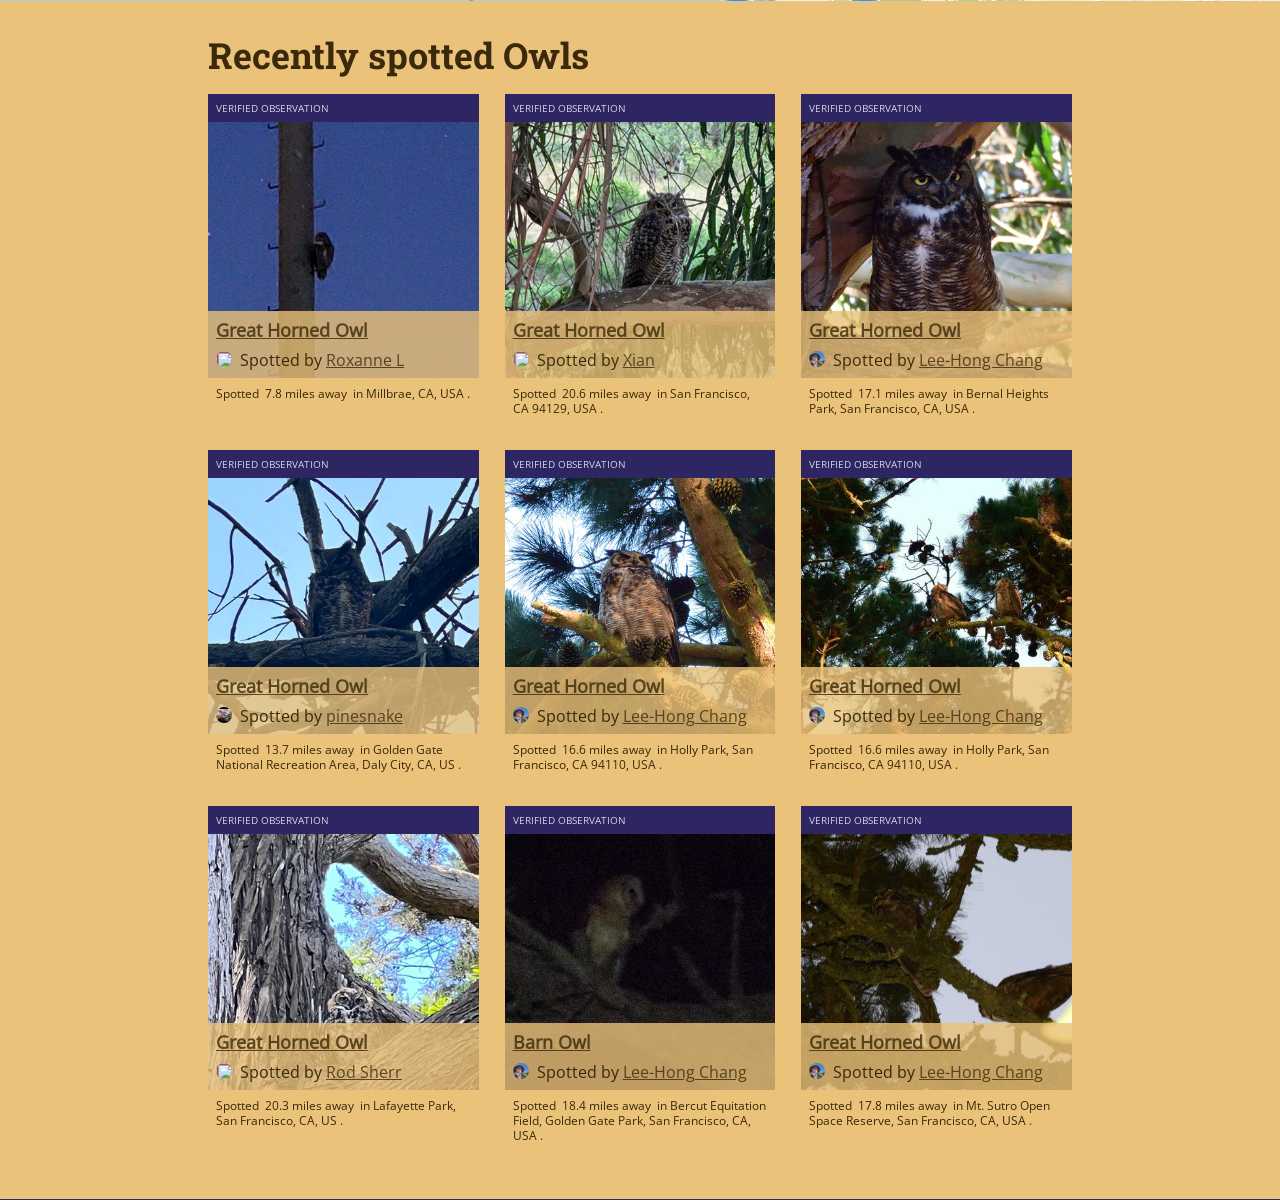 Recently spotted Owls
VERIFIED OBSERVATION
Great Horned Owl
Spotted by Roxanne L
Spotted 7.8 miles away in Millbrae, CA, USA .
VERIFIED OBSERVATION
Great Horned Owl
Spotted by Xian
Spotted 20.6 miles away in San Francisco,
CA 94129, USA .
VERIFIED OBSERVATION
Great Horned Owl
Spotted by Lee-Hong Chang
Spotted 17.1 miles away in Bernal Heights
Park, San Francisco, CA, USA .
VERIFIED OBSERVATION
Great Horned Owl
Spotted by pinesnake
Spotted 13.7 miles away in Golden Gate
National Recreation Area, Daly City, CA, US .
VERIFIED OBSERVATION
Great Horned Owl
Spotted by Lee-Hong Chang
Spotted 16.6 miles away in Holly Park, San
Francisco, CA 94110, USA .
VERIFIED OBSERVATION
Great Horned Owl
Spotted by Lee-Hong Chang
Spotted 16.6 miles away in Holly Park, San
Francisco, CA 94110, USA .
VERIFIED OBSERVATION
Great Horned Owl
Spotted by Rod Sherr
Spotted 20.3 miles away in Lafayette Park,
San Francisco, CA, US .
VERIFIED OBSERVATION
Barn Owl
Spotted by Lee-Hong Chang
Spotted 18.4 miles away in Bercut Equitation
Field, Golden Gate Park, San Francisco, CA,
USA .
VERIFIED OBSERVATION
Great Horned Owl
Spotted by Lee-Hong Chang
Spotted 17.8 miles away in Mt. Sutro Open
Space Reserve, San Francisco, CA, USA .